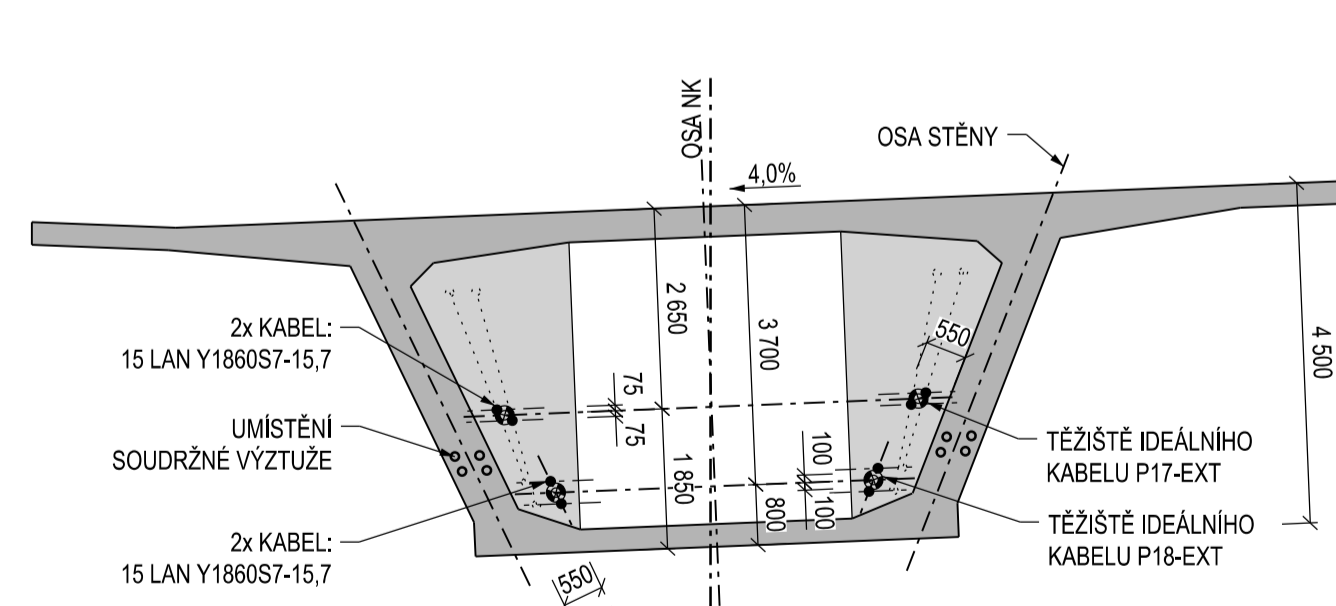 OSA NK
OSA STĚNY
4,0%
2 650
3 700
550
4 500
2x KABEL:
15 LAN Y1860S7-15,7
75
75
UMÍSTĚNÍ
SOUDRŽNÉ VÝZTUŽE
100
1 850
800
100
TĚŽIŠTĚ IDEÁLNÍHO
KABELU P17-EXT
2x KABEL:
15 LAN Y1860S7-15,7
TĚŽIŠTĚ IDEÁLNÍHO
KABELU P18-EXT
550